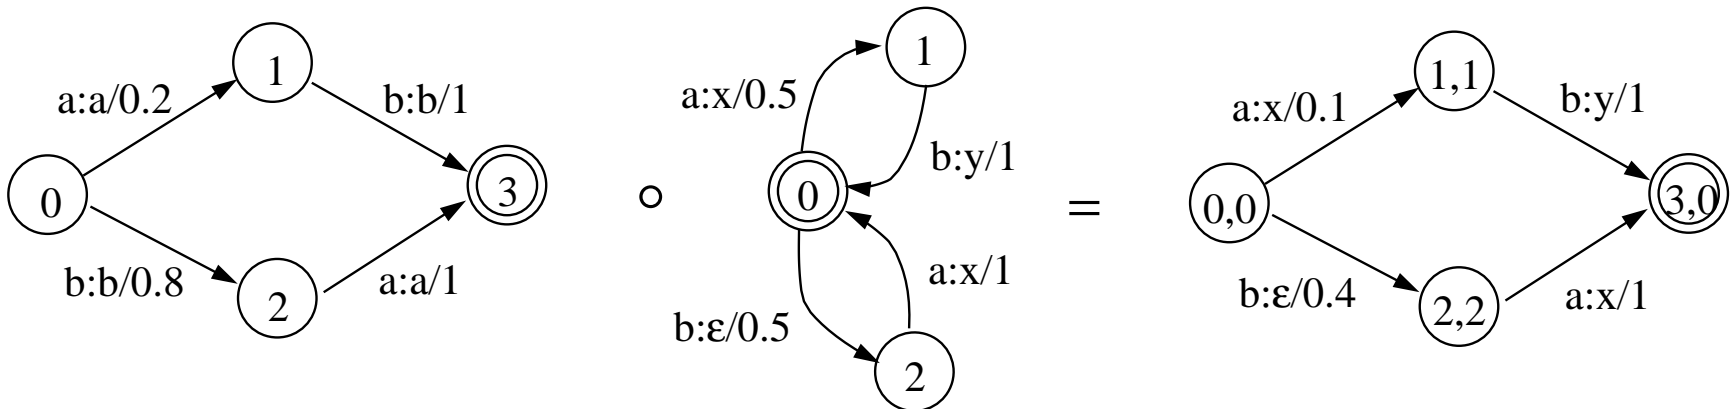 1
a:a/0.2
b:b/1
0
3
b:b/0.8
a:a/1
2
∘
1
a:x/0.5
b:y/1
0
a:x/1
b:ε/0.5
2
=
1,1
a:x/0.1
b:y/1
0,0
3,0
b:ε/0.4
a:x/1
2,2